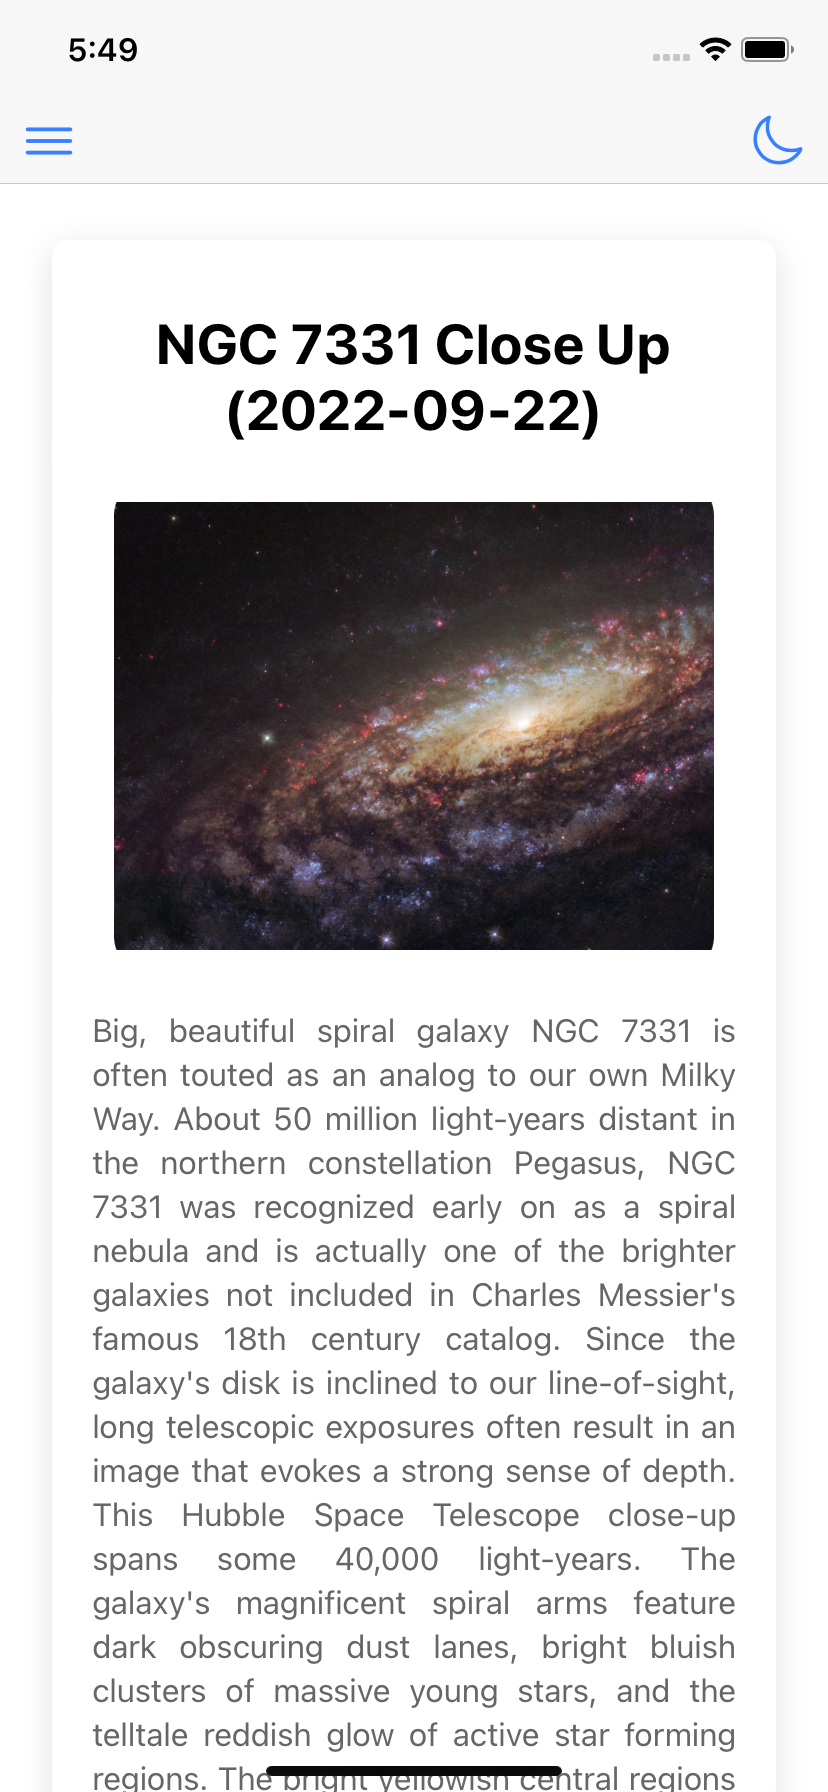 5:49
NGC 7331 Close Up
(2022-09-22)
Big, beautiful spiral galaxy NGC 7331 is
often touted as an analog to our own Milky
Way. About 50 million light-years distant in
the northern constellation Pegasus, NGC
7331 was recognized early on as a spiral
nebula and is actually one of the brighter
galaxies not included in Charles Messier's
famous 18th century catalog. Since the
galaxy's disk is inclined to our line-of-sight,
long telescopic exposures often result in an
image that evokes a strong sense of depth.
This Hubble Space Telescope close-up
spans some 40,000 light-years. The
galaxy's magnificent spiral arms feature
dark obscuring dust lanes, bright bluish
clusters of massive young stars, and the
telltale reddish glow of active star forming
regions. The bright yellowish central regions